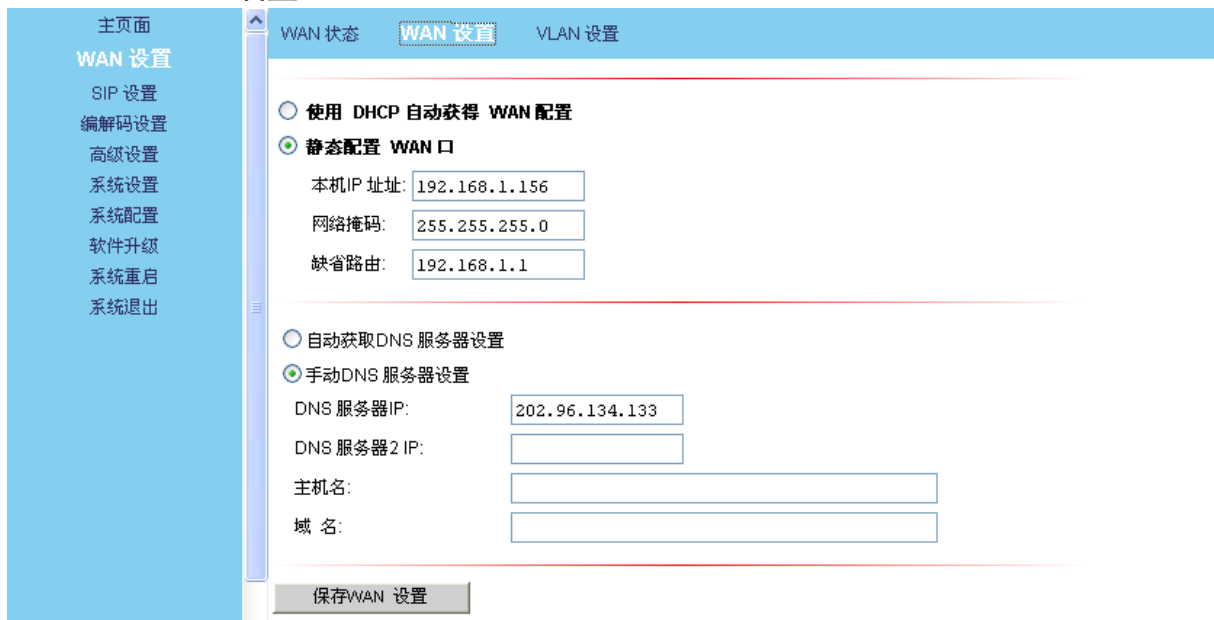 主页面
WAN 设置
SIP 设置
编解码设置
高级设置
系统设置
系统配置
软件升级
系统重启
系统退出
WAN 状态 WAN 设置 VLAN 设置
使用 DHCP 自动获得 WAN 配置
静态配置 WAN 口
本机IP 址址: 192.168.1.156
网络掩码: 255.255.255.0
缺省路由: 192.168.1.1
自动获取DNS 服务器设置
手动DNS 服务器设置
DNS 服务器IP: 202.96.134.133
DNS 服务器2 IP:
主机名:
域 名:
保存WAN 设置